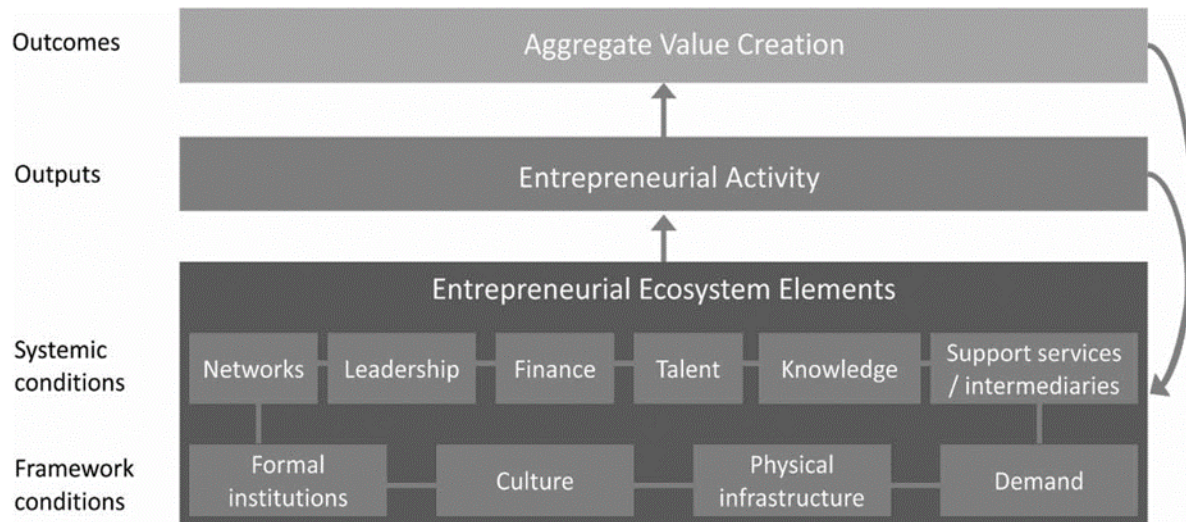 Outcomes
Aggregate Value Creation
Outputs
Entrepreneurial Activity
Entrepreneurial Ecosystem Elements
Systemic
conditions
Networks
Leadership
Finance
Talent
Knowledge
Support services
/ intermediaries
Framework
conditions
Formal
institutions
Culture
Physical
infrastructure
Demand